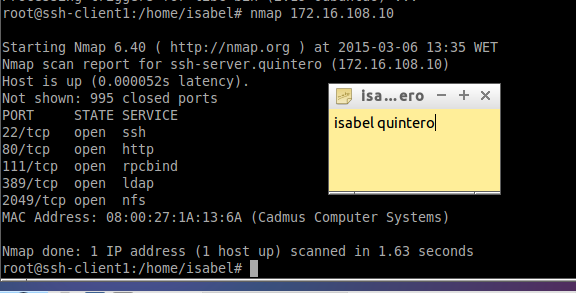 root@ssh-client1:/home/isabel# nmap 172.16.108.10
Starting Nmap 6.40 ( http://nmap.org ) at 2015-03-06 13:35 WET
Nmap scan report for ssh-server.quintero (172.16.108.10)
Host is up (0.000052s latency).
Not shown: 995 closed ports
PORT     STATE SERVICE
22/tcp   open  ssh
80/tcp   open  http
111/tcp  open  rpcbind
389/tcp  open  ldap
2049/tcp open  nfs
MAC Address: 08:00:27:1A:13:6A (Cadmus Computer Systems)
Nmap done: 1 IP address (1 host up) scanned in 1.63 seconds
root@ssh-client1:/home/isabel#
isa...ero
isabel quintero